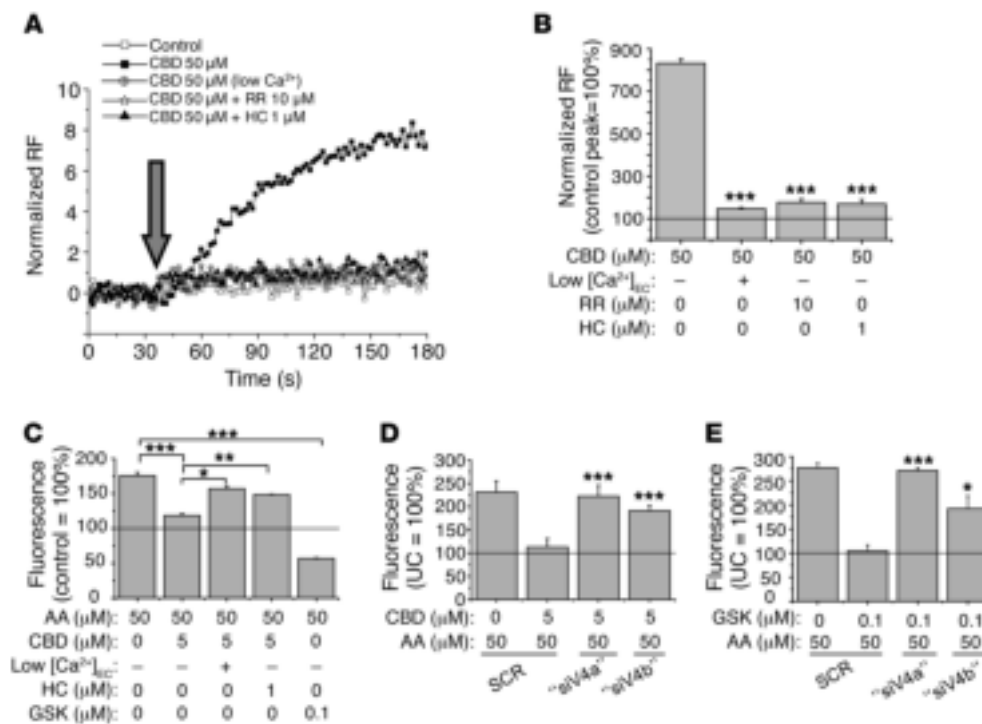 A
Control
CBD 50 µM
CBD 50 µM (low Ca²⁺)
CBD 50 µM + RR 10 µM
CBD 50 µM + HC 1 µM
Normalized RF
10
8
6
4
2
0
0 30 60 90 120 150 180
Time (s)
B
Normalized RF
(control peak=100%)
900
700
500
300
100
*** *** ***
CBD (µM): 50 50 50 50
Low [Ca²⁺]EC: – + – –
RR (µM): 0 0 10 0
HC (µM): 0 0 0 1
C
Fluorescence
(control = 100%)
200
150
100
50
0
***
*** **
*
AA (µM): 50 50 50 50 50
CBD (µM): 0 5 5 5 0
Low [Ca²⁺]EC: – – + – –
HC (µM): 0 0 0 1 0
GSK (µM): 0 0 0 0 0.1
D
Fluorescence
(UC = 100%)
300
250
200
150
100
50
0
*** ***
CBD (µM): 0 5 5 5
AA (µM): 50 50 50 50
SCR "siV4a" "siV4b"
E
Fluorescence
(UC = 100%)
300
250
200
150
100
50
0
*** *
GSK (µM): 0 0.1 0.1 0.1
AA (µM): 50 50 50 50
SCR "siV4a" "siV4b"